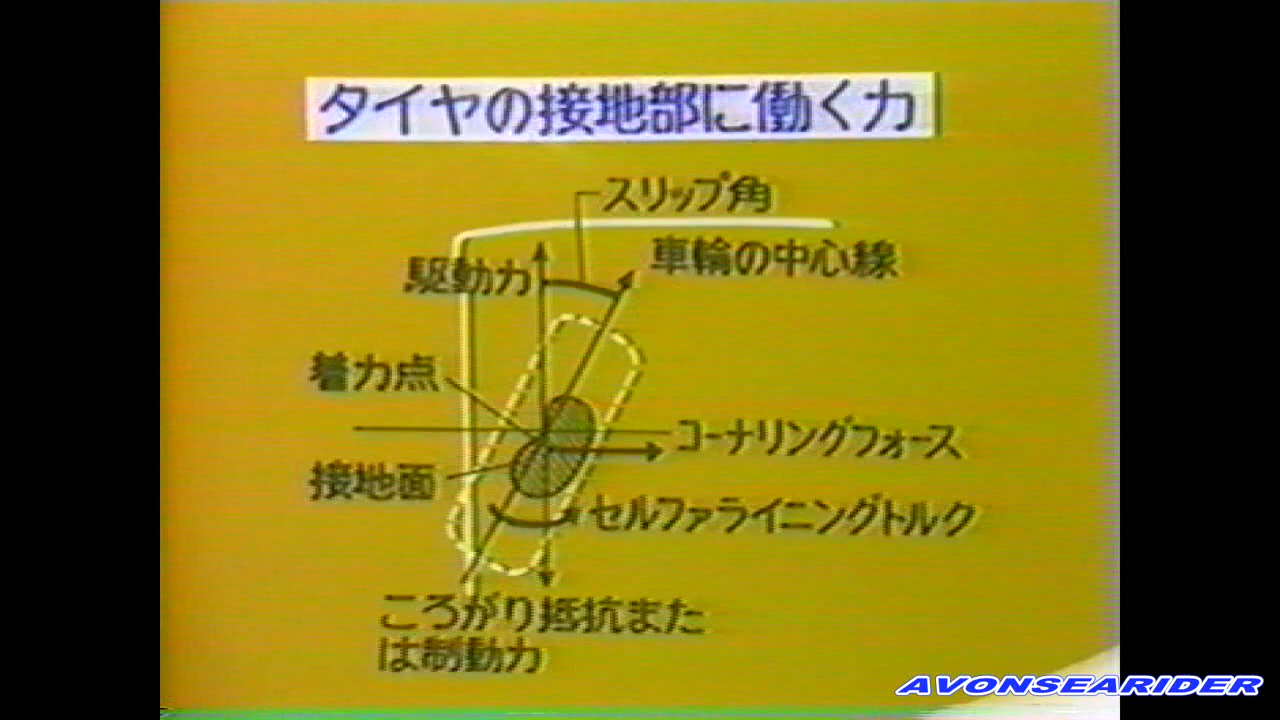 タイヤの接地部に働く力
スリップ角
車輪の中心線
駆動力
着力点
コーナリングフォース
接地面
セルファライニングトルク
ころがり抵抗また
は制動力
AVONSEARIDER